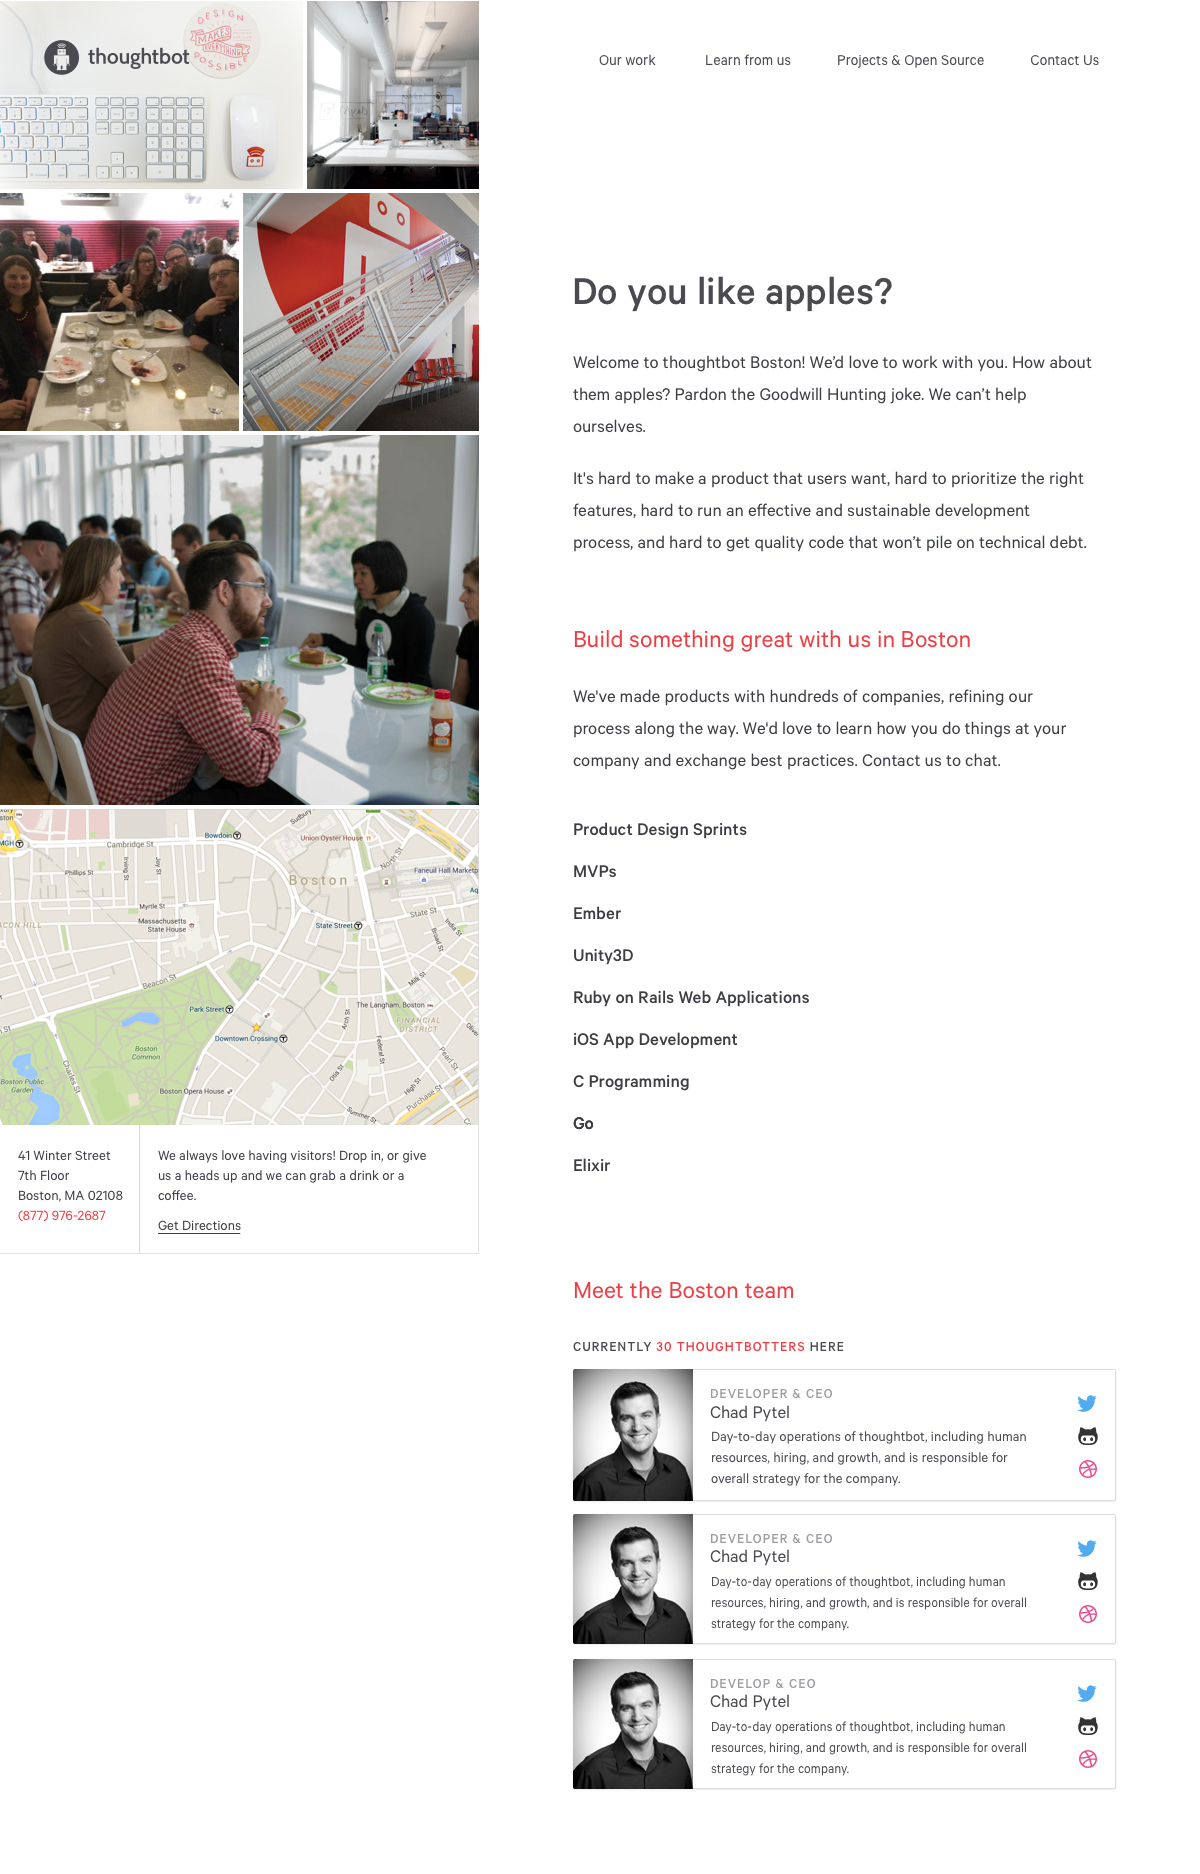 thoughtbot
DESIGN
MAKES
EVERYTHING
POSSIBLE
Our work
Learn from us
Projects & Open Source
Contact Us
Do you like apples?
Welcome to thoughtbot Boston! We’d love to work with you. How about
them apples? Pardon the Goodwill Hunting joke. We can’t help
ourselves.
It's hard to make a product that users want, hard to prioritize the right
features, hard to run an effective and sustainable development
process, and hard to get quality code that won’t pile on technical debt.
Build something great with us in Boston
We've made products with hundreds of companies, refining our
process along the way. We'd love to learn how you do things at your
company and exchange best practices. Contact us to chat.
Product Design Sprints
MVPs
Ember
Unity3D
Ruby on Rails Web Applications
iOS App Development
C Programming
Go
Elixir
Sudbury
Bowdoin
Union Oyster House
MGH
Cambridge St
North St
Phillips St
Irving St
Joy St
Faneuil Hall Marketp
Boston
Aq
Myrtle St
State St
Massachusetts
State House
ACON HILL
State Street
India St
Broad St
Beacon St
Milk St
Park Street
The Langham, Boston
Arch St
FINANCIAL
DISTRICT
Oliver
Downtown Crossing
Federal St
Boston
Common
Pearl St
Otis St
Charles St
Boston Public
Garden
Boston Opera House
High St
Purchase St
Summer St
41 Winter Street
7th Floor
Boston, MA 02108
(877) 976-2687
We always love having visitors! Drop in, or give
us a heads up and we can grab a drink or a
coffee.
Get Directions
Meet the Boston team
CURRENTLY 30 THOUGHTBOTTERS HERE
DEVELOPER & CEO
Chad Pytel
Day-to-day operations of thoughtbot, including human
resources, hiring, and growth, and is responsible for
overall strategy for the company.
DEVELOPER & CEO
Chad Pytel
Day-to-day operations of thoughtbot, including human
resources, hiring, and growth, and is responsible for overall
strategy for the company.
DEVELOP & CEO
Chad Pytel
Day-to-day operations of thoughtbot, including human
resources, hiring, and growth, and is responsible for overall
strategy for the company.